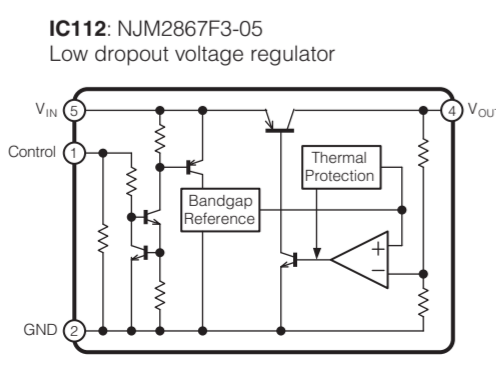 IC112: NJM2867F3-05
Low dropout voltage regulator
VIN 5
4 VOUT
Control 1
Thermal
Protection
Bandgap
Reference
+
−
GND 2